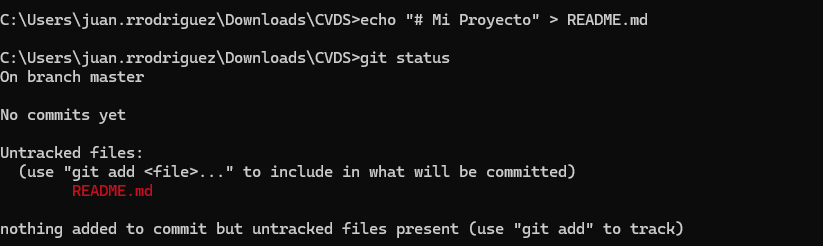 C:\Users\juan.rrodriguez\Downloads\CVDS>echo "# Mi Proyecto" > README.md
C:\Users\juan.rrodriguez\Downloads\CVDS>git status
On branch master
No commits yet
Untracked files:
(use "git add <file>..." to include in what will be committed)
README.md
nothing added to commit but untracked files present (use "git add" to track)